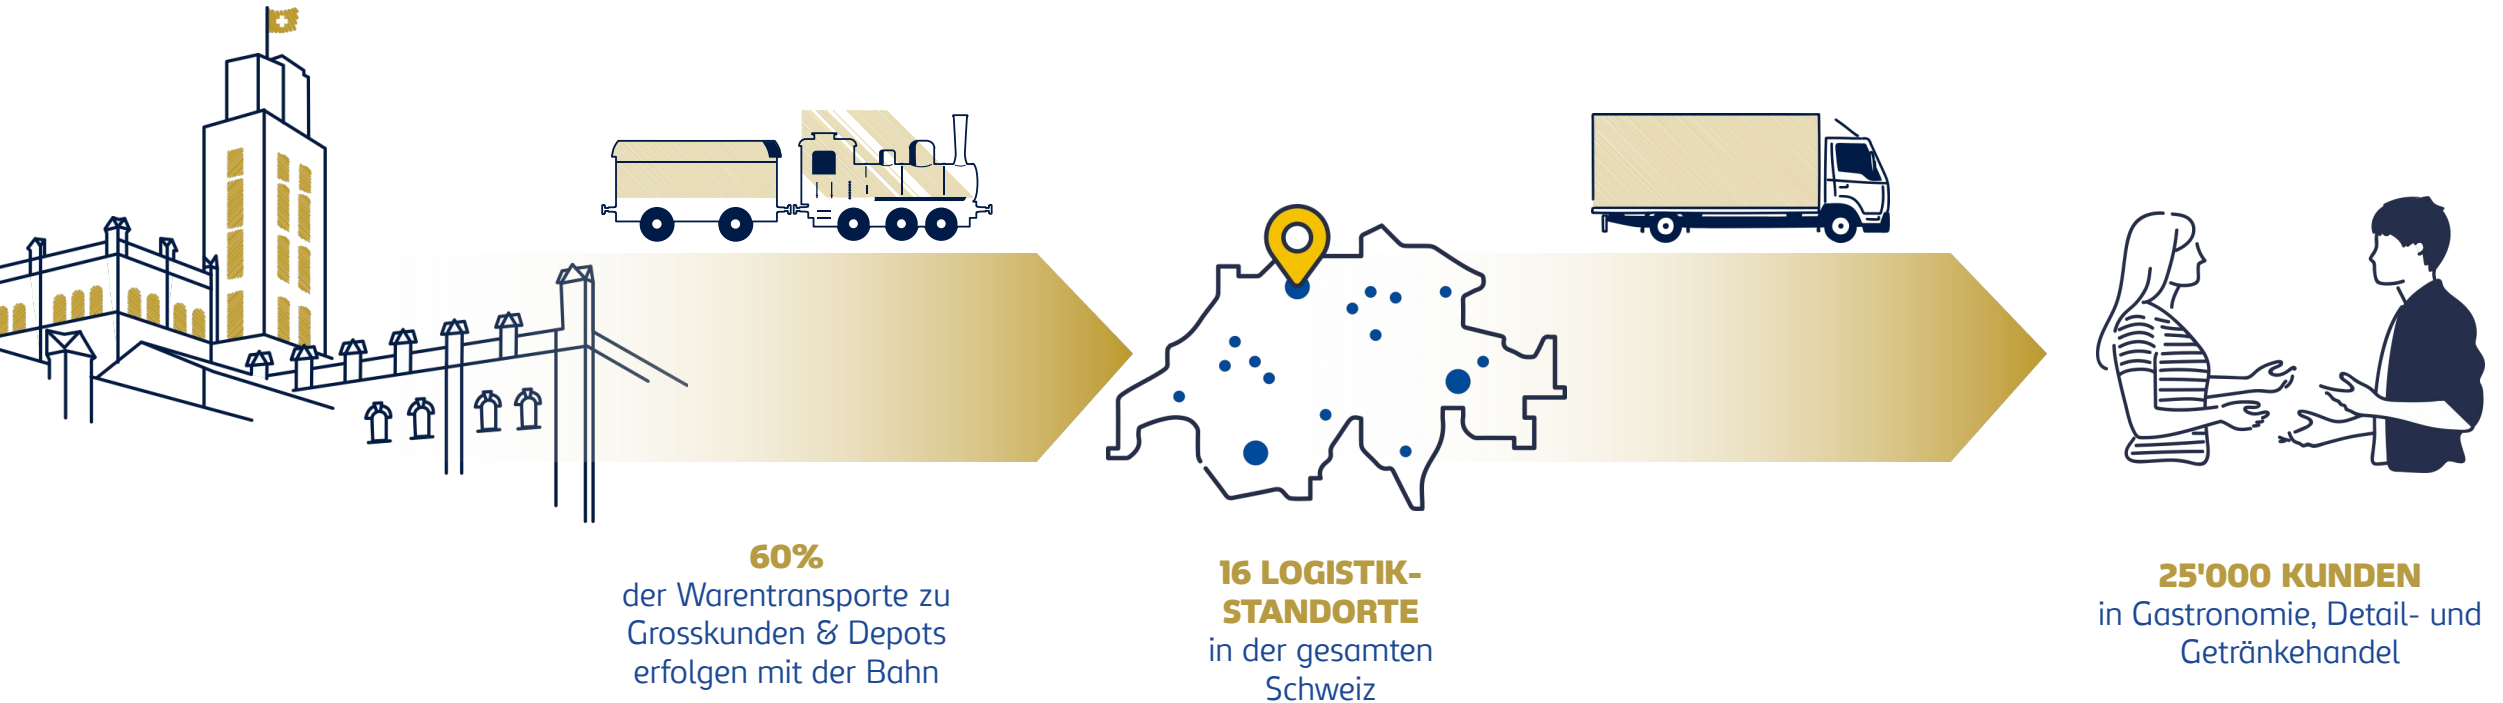 60%
der Warentransporte zu
Grosskunden & Depots
erfolgen mit der Bahn
16 LOGISTIK-
STANDORTE
in der gesamten
Schweiz
25'000 KUNDEN
in Gastronomie, Detail- und
Getränkehandel